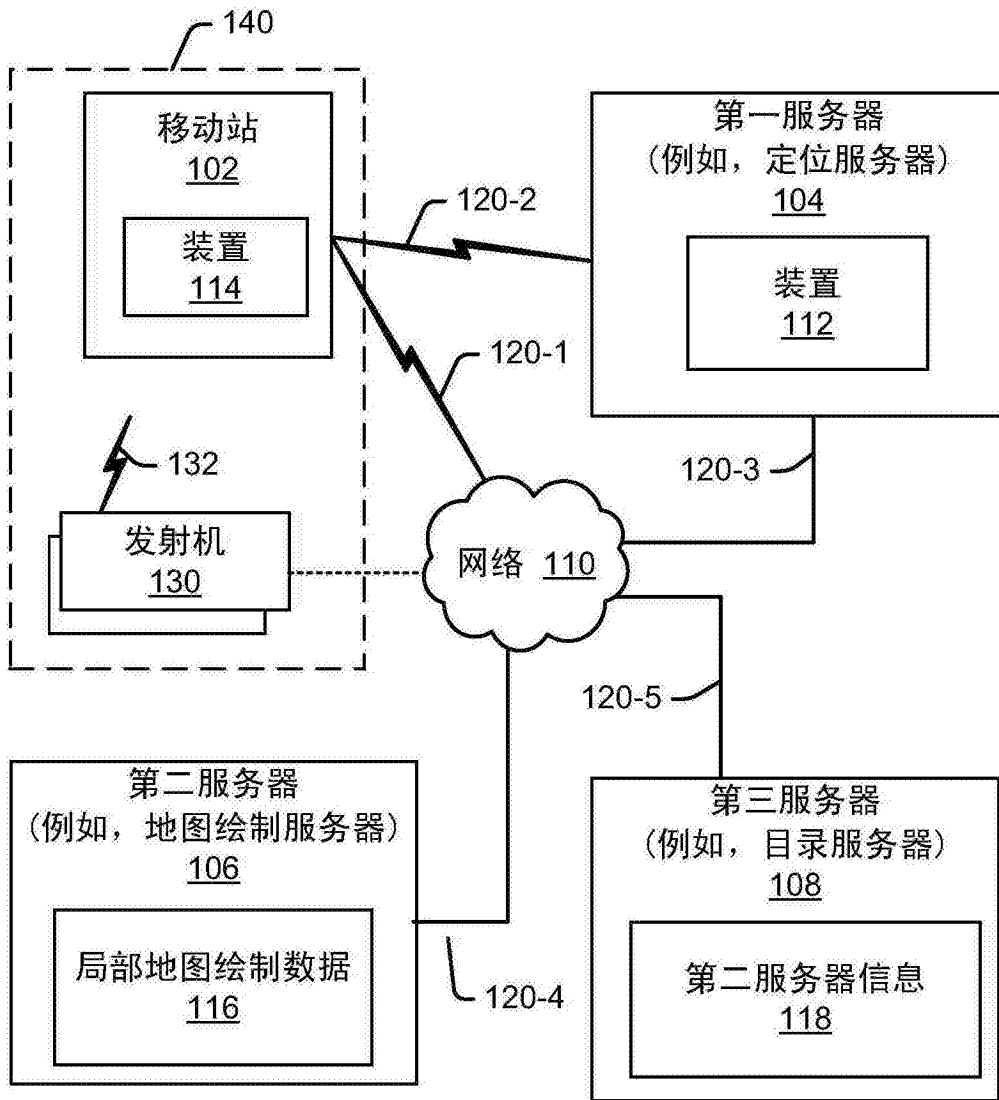 140
移动站
102
装置
114
第一服务器
(例如，定位服务器)
104
装置
112
120-2
120-1
132
120-3
发射机
130
网络 110
120-5
第二服务器
(例如，地图绘制服务器)
106
局部地图绘制数据
116
120-4
第三服务器
(例如，目录服务器)
108
第二服务器信息
118